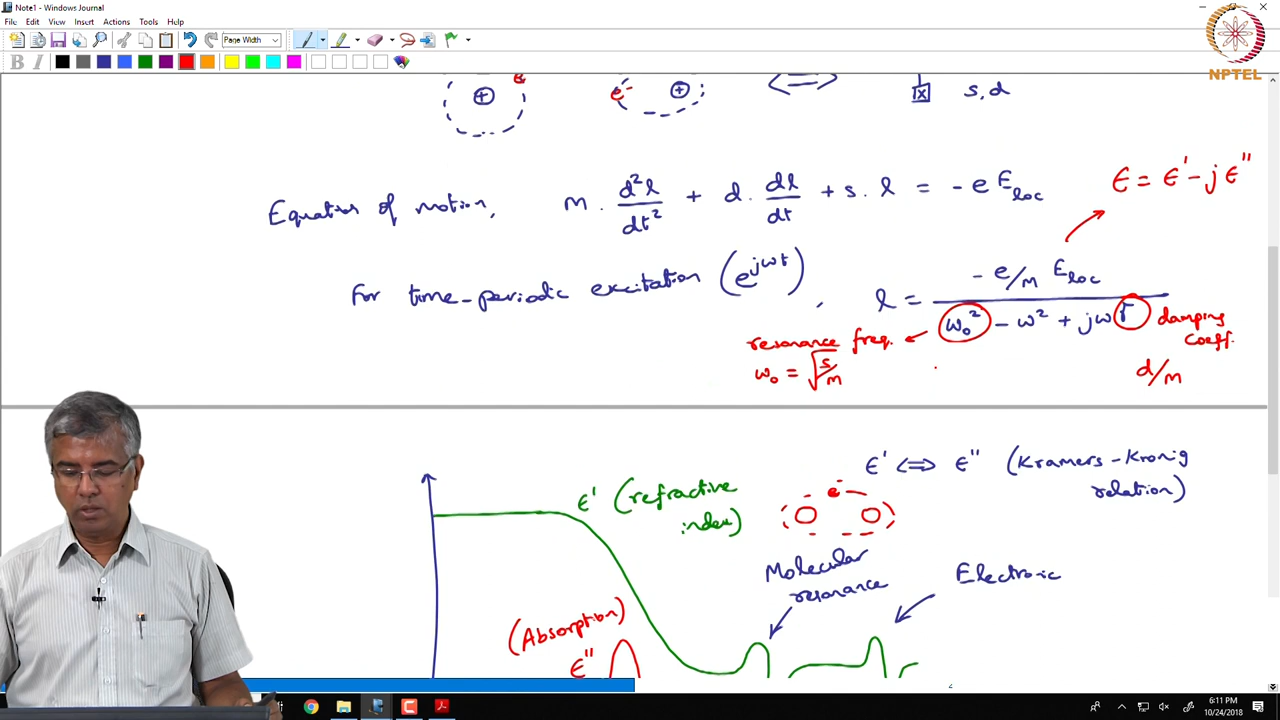 Note1 - Windows Journal
File Edit View Insert Actions Tools Help
Page Width
B I
NPTEL
+ e⁻ + <=> x s,d
ϵ = ϵ' - jϵ"
Equation of motion, m . d²l/dt² + d . dl/dt + s . l = - e E_loc
For time-periodic excitation (e^jωt) , l = - e/m E_loc / (ω₀² - ω² + jωΓ)
damping coeff.
d/m
resonance freq.
ω₀ = √s/m
ϵ' <=> ϵ" (Kramers-Kronig
relation)
ϵ' (refractive
index)
e⁻
Molecular
resonance
Electronic
(Absorption)
ϵ"
2
6:11 PM
10/24/2018